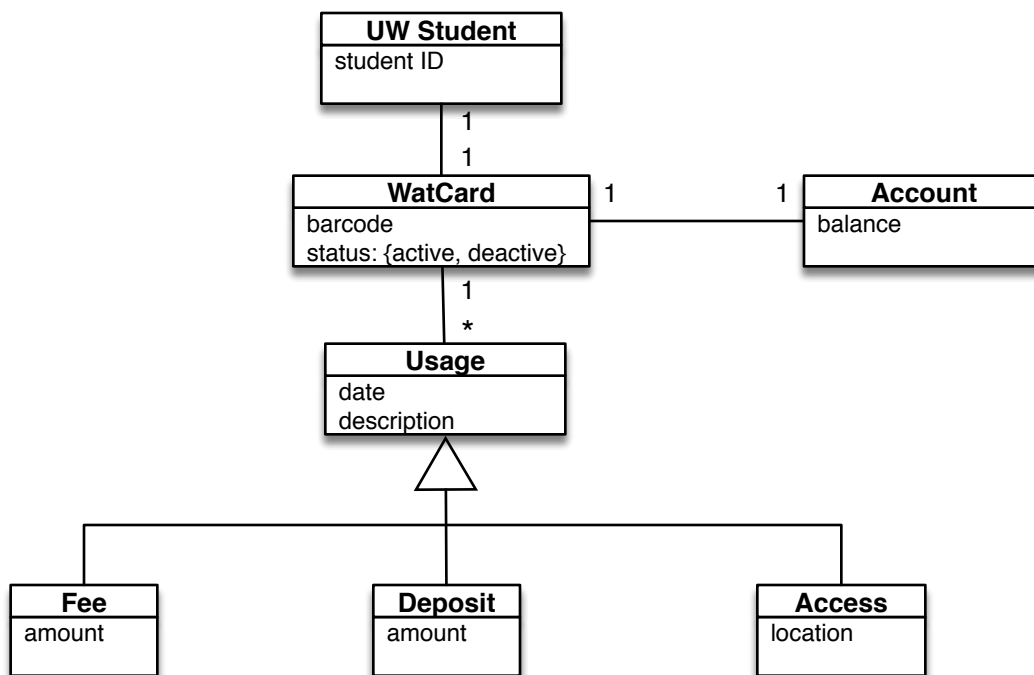 UW Student
student ID
1
1
WatCard
barcode
status: {active, deactive}
1
1
Account
balance
1
*
Usage
date
description
Fee
amount
Deposit
amount
Access
location